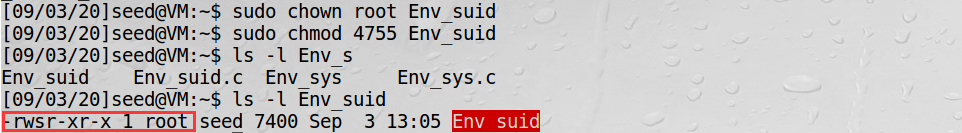 [09/03/20]seed@VM:~$ sudo chown root Env_suid
[09/03/20]seed@VM:~$ sudo chmod 4755 Env_suid
[09/03/20]seed@VM:~$ ls -l Env_s
Env_suid    Env_suid.c  Env_sys     Env_sys.c
[09/03/20]seed@VM:~$ ls -l Env_suid
-rwsr-xr-x 1 root seed 7400 Sep  3 13:05 Env_suid